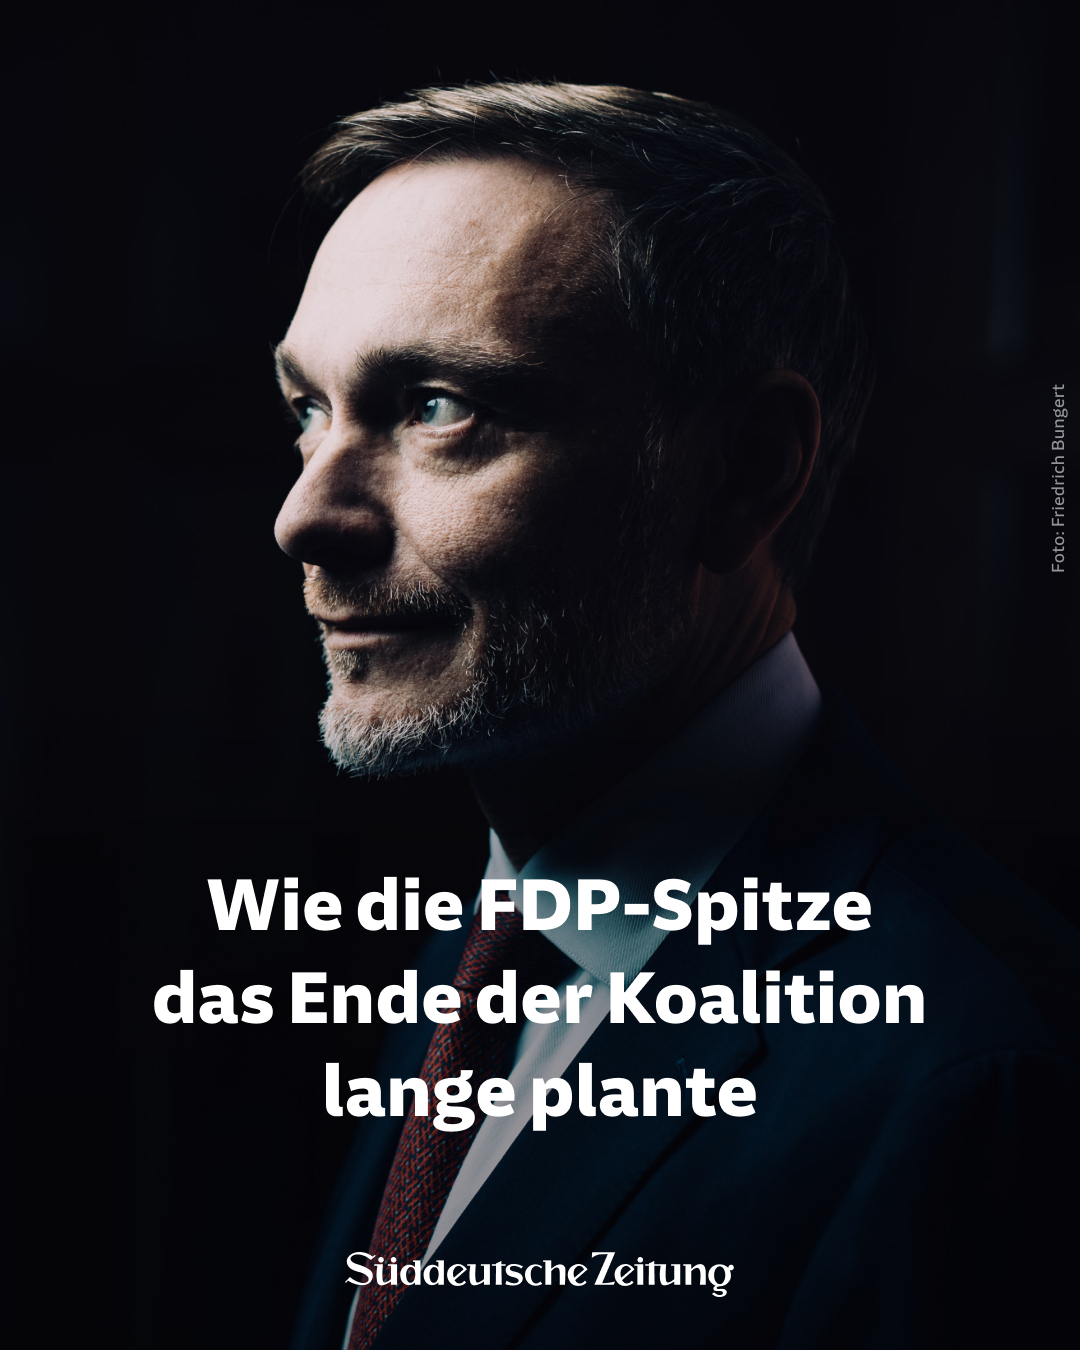 Foto: Friedrich Bungert
Wie die FDP-Spitze
das Ende der Koalition
lange plante
Süddeutsche Zeitung